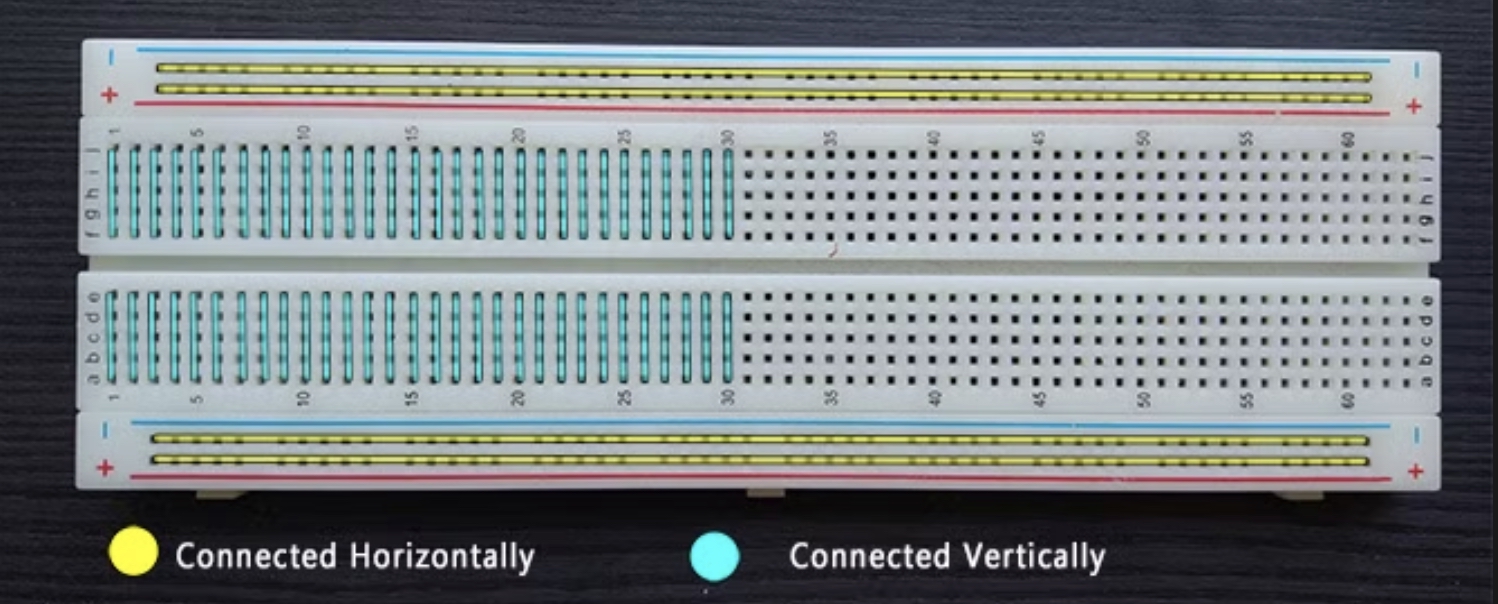 − −
+ +
1 5 10 15 20 25 30 35 40 45 50 55 60
j j
i i
h h
g g
f f
e e
d d
c c
b b
a a
1 5 10 15 20 25 30 35 40 45 50 55 60
− −
+ +
Connected Horizontally Connected Vertically